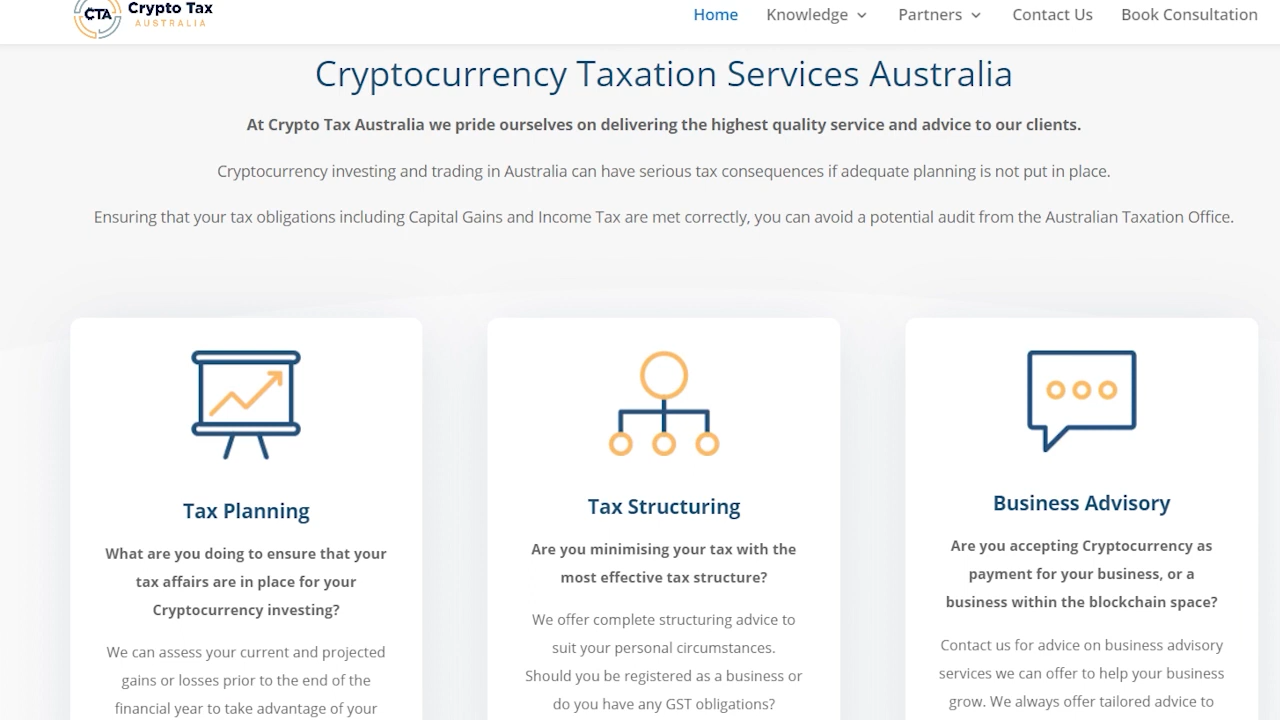 CTA
Crypto Tax
AUSTRALIA
Home Knowledge Partners Contact Us Book Consultation
Cryptocurrency Taxation Services Australia
At Crypto Tax Australia we pride ourselves on delivering the highest quality service and advice to our clients.
Cryptocurrency investing and trading in Australia can have serious tax consequences if adequate planning is not put in place.
Ensuring that your tax obligations including Capital Gains and Income Tax are met correctly, you can avoid a potential audit from the Australian Taxation Office.
Tax Planning
What are you doing to ensure that your
tax affairs are in place for your
Cryptocurrency investing?
We can assess your current and projected
gains or losses prior to the end of the
financial year to take advantage of your
Tax Structuring
Are you minimising your tax with the
most effective tax structure?
We offer complete structuring advice to
suit your personal circumstances.
Should you be registered as a business or
do you have any GST obligations?
Business Advisory
Are you accepting Cryptocurrency as
payment for your business, or a
business within the blockchain space?
Contact us for advice on business advisory
services we can offer to help your business
grow. We always offer tailored advice to